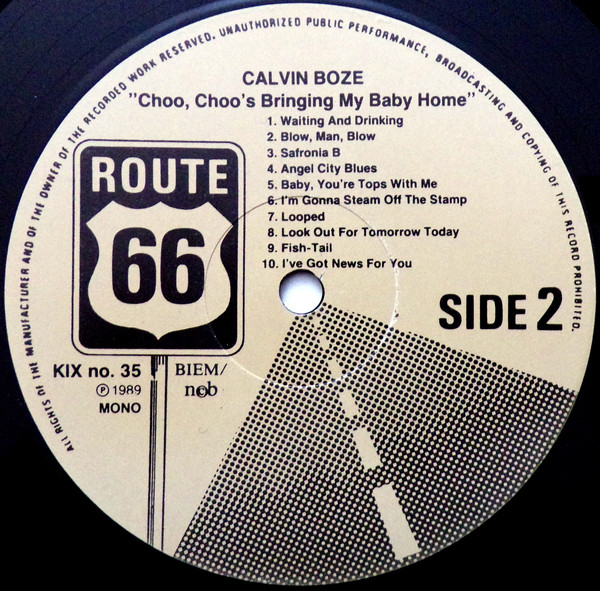 ALL RIGHTS OF THE MANUFACTURER AND OF THE OWNER OF THE RECORDED WORK RESERVED. UNAUTHORIZED PUBLIC PERFORMANCE, BROADCASTING AND COPYING OF THIS RECORD PROHIBITED.
CALVIN BOZE
"Choo, Choo's Bringing My Baby Home"
1. Waiting And Drinking
2. Blow, Man, Blow
3. Safronia B
4. Angel City Blues
5. Baby, You're Tops With Me
6. I'm Gonna Steam Off The Stamp
7. Looped
8. Look Out For Tomorrow Today
9. Fish-Tail
10. I've Got News For You
ROUTE
66
SIDE 2
KIX no. 35
℗ 1989
MONO
BIEM/
ncb